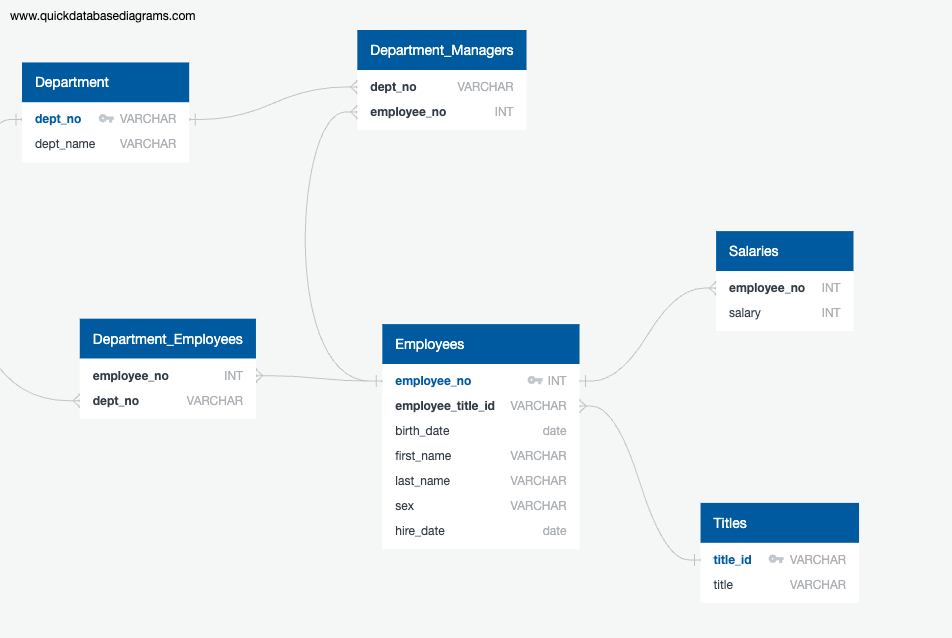 www.quickdatabasediagrams.com
Department
dept_no VARCHAR
dept_name VARCHAR
Department_Managers
dept_no VARCHAR
employee_no INT
Salaries
employee_no INT
salary INT
Department_Employees
employee_no INT
dept_no VARCHAR
Employees
employee_no INT
employee_title_id VARCHAR
birth_date date
first_name VARCHAR
last_name VARCHAR
sex VARCHAR
hire_date date
Titles
title_id VARCHAR
title VARCHAR